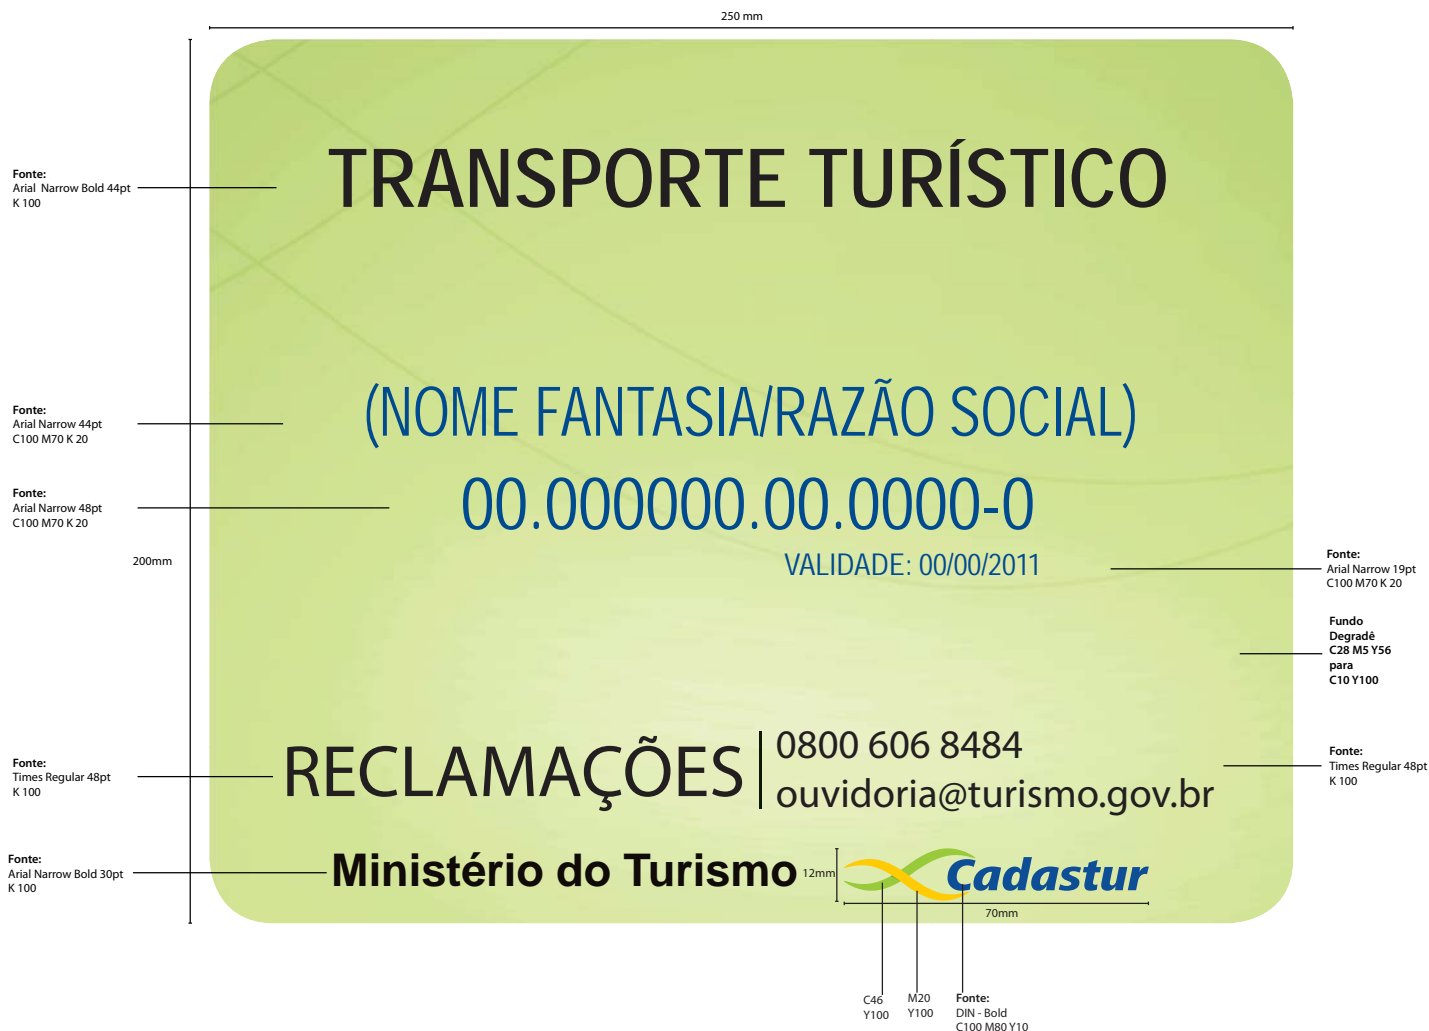 250 mm
TRANSPORTE TURÍSTICO
Fonte:
Arial Narrow Bold 44pt
K 100
(NOME FANTASIA/RAZÃO SOCIAL)
Fonte:
Arial Narrow 44pt
C100 M70 K 20
00.000000.00.0000-0
Fonte:
Arial Narrow 48pt
C100 M70 K 20
200mm
VALIDADE: 00/00/2011
Fonte:
Arial Narrow 19pt
C100 M70 K 20
Fundo
Degradê
C28 M5 Y56
para
C10 Y100
RECLAMAÇÕES
0800 606 8484
ouvidoria@turismo.gov.br
Fonte:
Times Regular 48pt
K 100
Fonte:
Times Regular 48pt
K 100
Fonte:
Arial Narrow Bold 30pt
K 100
Ministério do Turismo
12mm
Cadastur
70mm
C46
Y100
M20
Y100
Fonte:
DIN - Bold
C100 M80 Y10